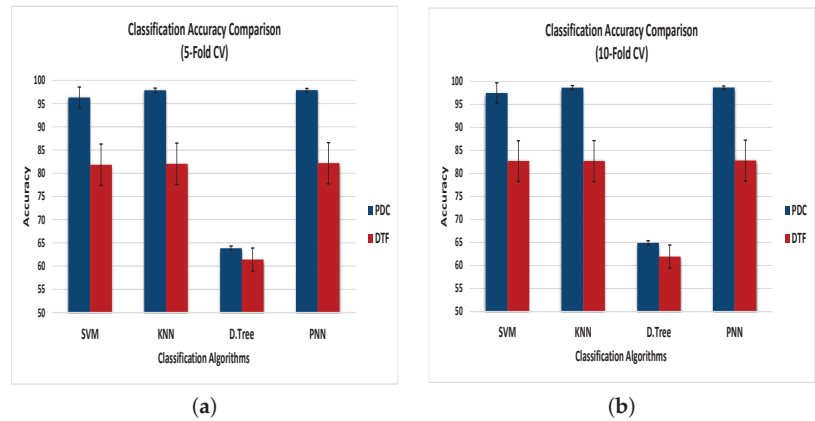 Classification Accuracy Comparison
(5-Fold CV)
100
95
90
85
80
75
70
65
60
55
50
Accuracy
PDC
DTF
SVM KNN D.Tree PNN
Classification Algorithms
(a)
Classification Accuracy Comparison
(10-Fold CV)
100
95
90
85
80
75
70
65
60
55
50
Accuracy
PDC
DTF
SVM KNN D.Tree PNN
Classification Algorithms
(b)